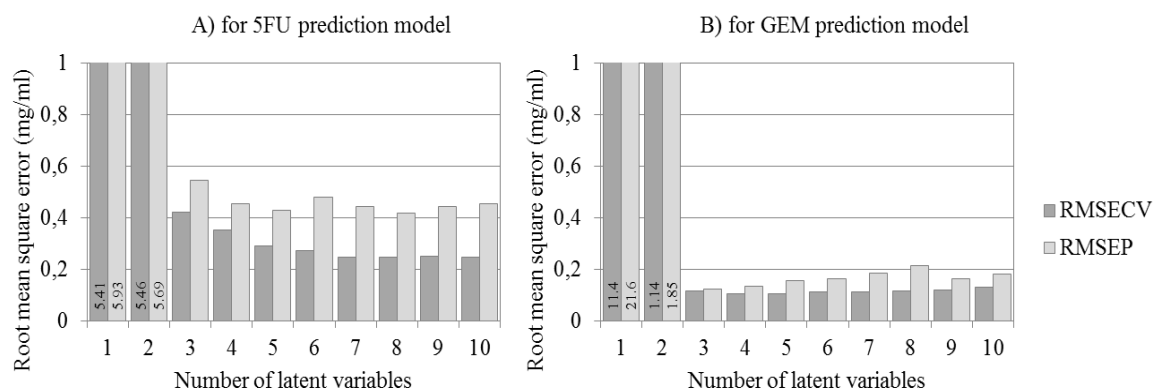 A) for 5FU prediction model
Root mean square error (mg/ml)
1
0,8
0,6
0,4
0,2
0
5.41
5.93
5.46
5.69
1 2 3 4 5 6 7 8 9 10
Number of latent variables
B) for GEM prediction model
Root mean square error (mg/ml)
1
0,8
0,6
0,4
0,2
0
11.4
21.6
1.14
1.85
1 2 3 4 5 6 7 8 9 10
Number of latent variables
RMSECV
RMSEP